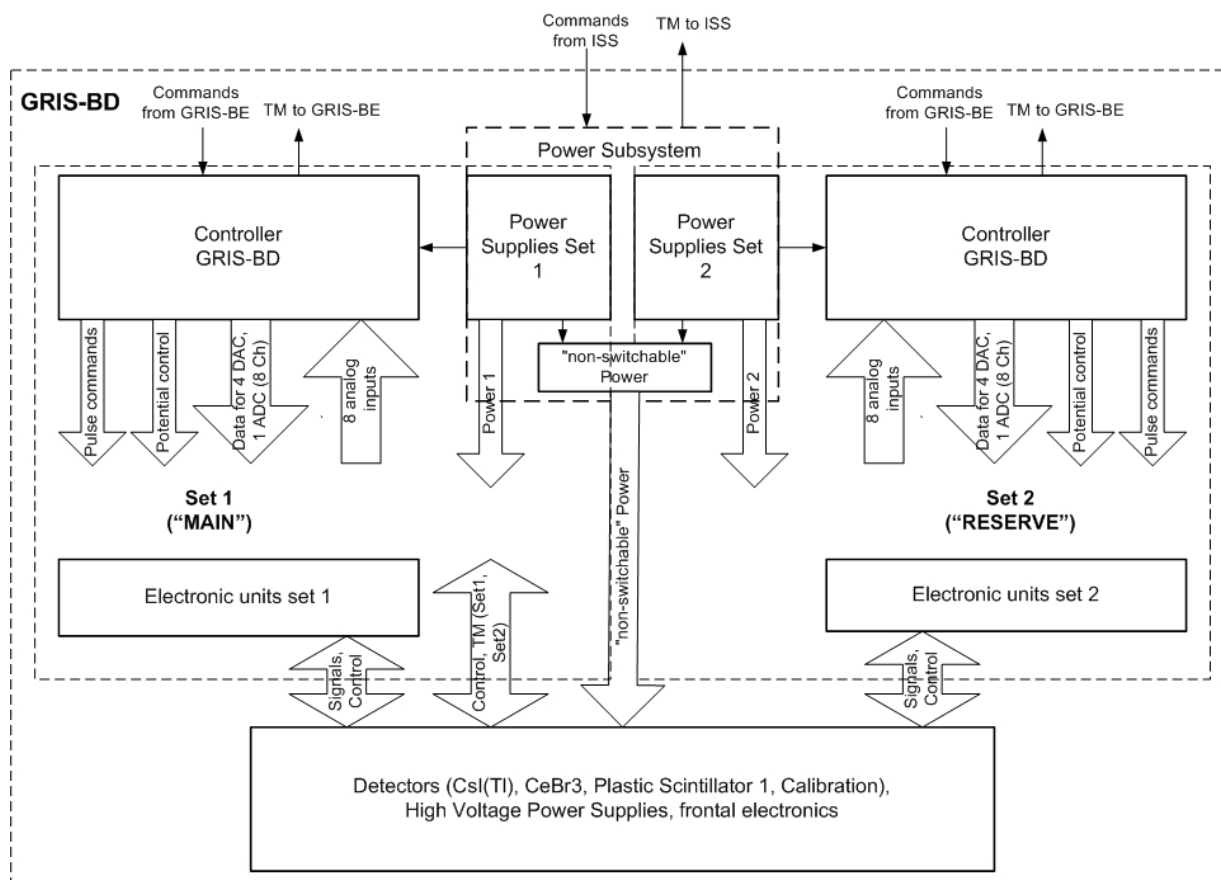 Commands
from ISS
TM to ISS
GRIS-BD
Commands
from GRIS-BE
TM to GRIS-BE
Commands
from GRIS-BE
TM to GRIS-BE
Power Subsystem
Controller
GRIS-BD
Power
Supplies Set
1
Power
Supplies Set
2
Controller
GRIS-BD
Pulse commands
Potential control
Data for 4 DAC,
1 ADC (8 Ch)
8 analog
inputs
Power 1
"non-switchable"
Power
Power 2
8 analog
inputs
Data for 4 DAC,
1 ADC (8 Ch)
Potential control
Pulse commands
Set 1
(“MAIN”)
"non-switchable" Power
Set 2
(“RESERVE”)
Electronic units set 1
Control, TM (Set1,
Set2)
Electronic units set 2
Signals,
Control
Signals,
Control
Detectors (CsI(Tl), CeBr3, Plastic Scintillator 1, Calibration),
High Voltage Power Supplies, frontal electronics